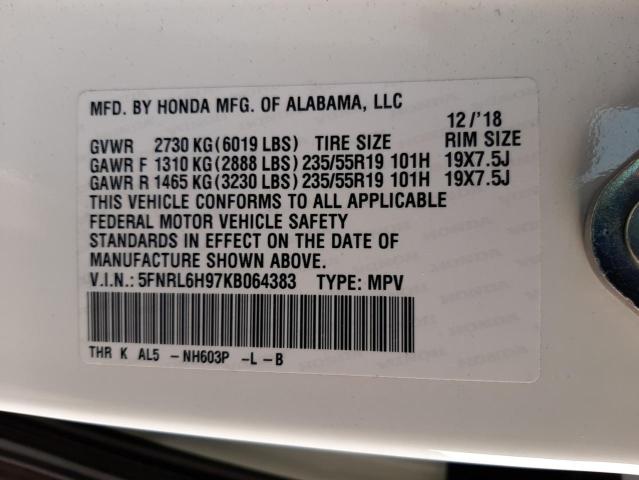 MFD. BY HONDA MFG. OF ALABAMA, LLC
12/'18
GVWR 2730 KG(6019 LBS) TIRE SIZE RIM SIZE
GAWR F 1310 KG(2888 LBS)235/55R19 101H 19X7.5J
GAWR R 1465 KG(3230 LBS)235/55R19 101H 19X7.5J
THIS VEHICLE CONFORMS TO ALL APPLICABLE
FEDERAL MOTOR VEHICLE SAFETY
STANDARDS IN EFFECT ON THE DATE OF
MANUFACTURE SHOWN ABOVE.
V.I.N.: 5FNRL6H97KB064383 TYPE: MPV
THR K AL5 -NH603P -L -B